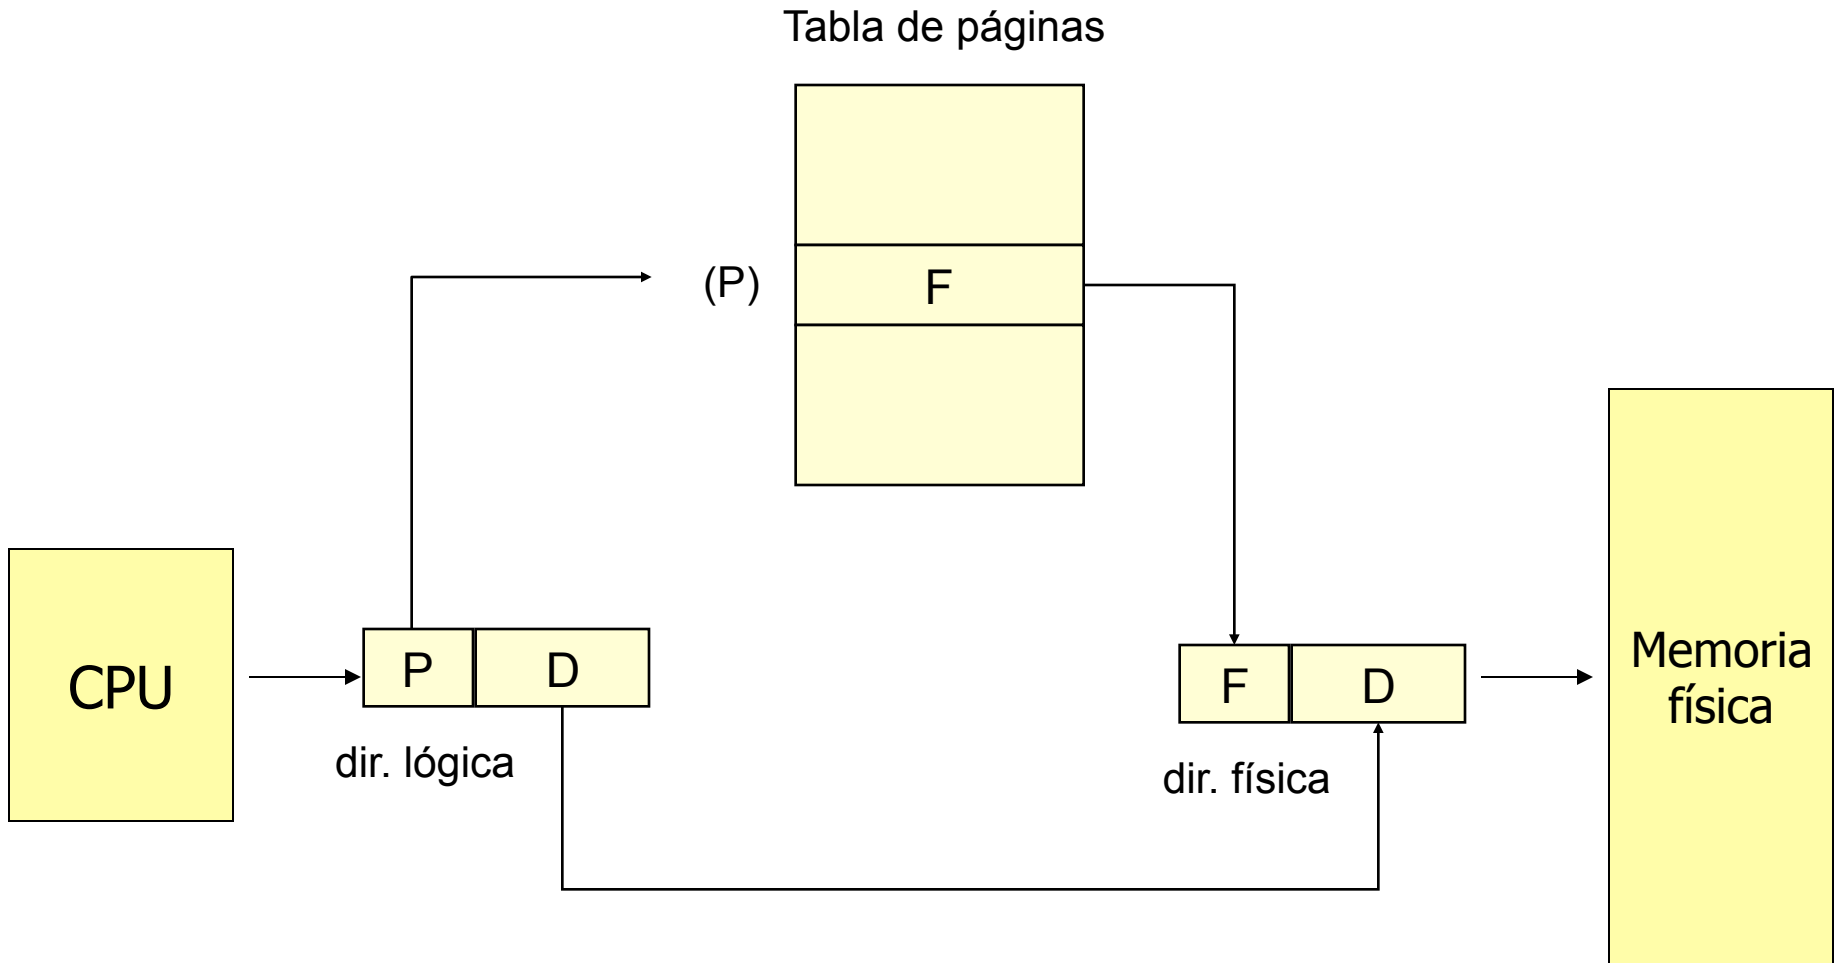 Tabla de páginas
(P)
F
CPU
P
D
dir. lógica
F
D
dir. física
Memoria
física